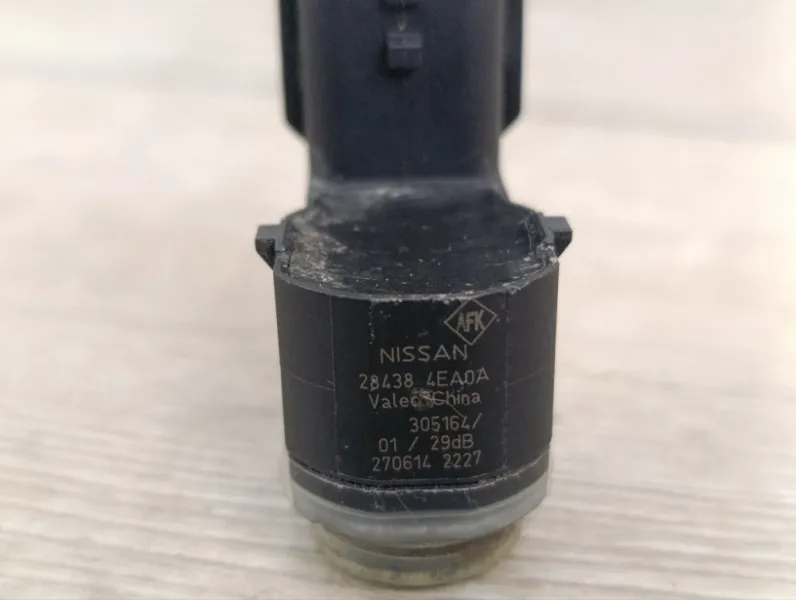 AFK
NISSAN
28438 4EA0A
Valeo China
305164/
01 / 29dB
270614 2227